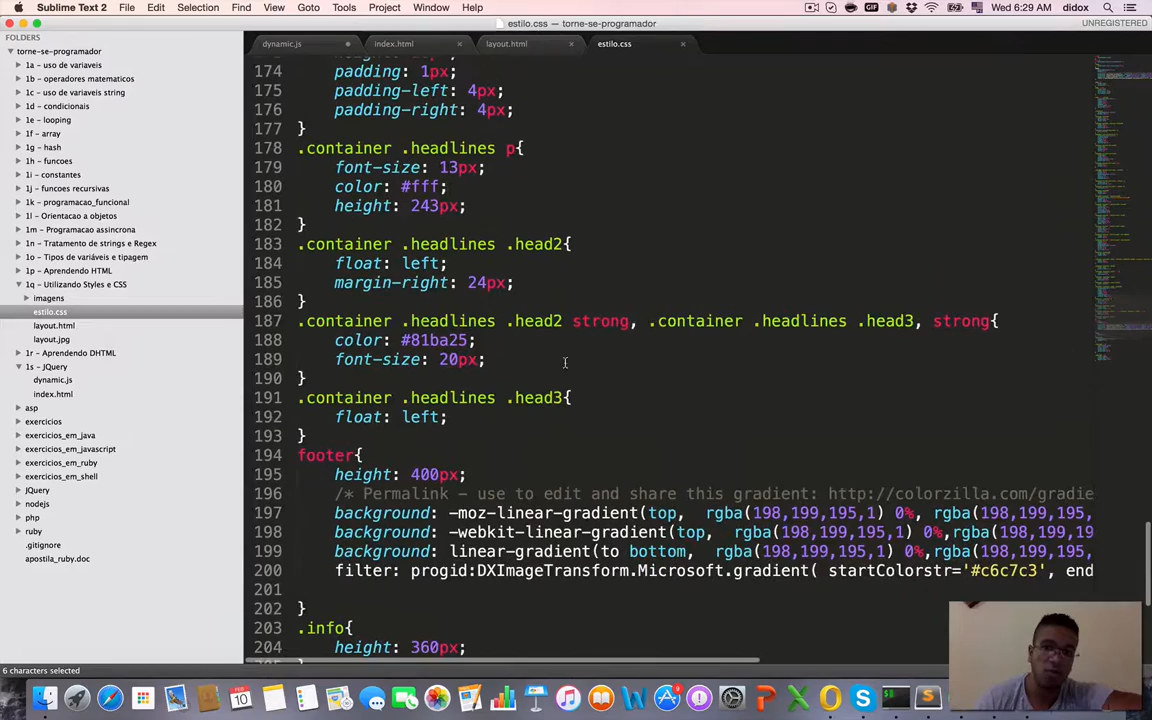 Sublime Text 2 File Edit Selection Find View Goto Tools Project Window Help GIF Wed 6:29 AM didox
estilo.css — torne-se-programador UNREGISTERED
FOLDERS
torne-se-programador
1a - uso de variaveis
1b - operadores matematicos
1c - uso de variaveis string
1d - condicionais
1e - looping
1f - array
1g - hash
1h - funcoes
1i - constantes
1j - funcoes recursivas
1k - programacao_funcional
1l - Orientacao a objetos
1m - Programacao assincrona
1n - Tratamento de strings e Regex
1o - Tipos de variáveis e tipagem
1p - Aprendendo HTML
1q - Utilizando Styles e CSS
imagens
estilo.css
layout.html
layout.jpg
1r - Aprendendo DHTML
1s - JQuery
dynamic.js
index.html
asp
exercicios
exercicios_em_java
exercicios_em_javascript
exercicios_em_ruby
exercicios_em_shell
JQuery
nodejs
php
ruby
.gitignore
apostila_ruby.doc
dynamic.js index.html layout.html estilo.css
174 padding: 1px;
175 padding-left: 4px;
176 padding-right: 4px;
177 }
178 .container .headlines p{
179 font-size: 13px;
180 color: #fff;
181 height: 243px;
182 }
183 .container .headlines .head2{
184 float: left;
185 margin-right: 24px;
186 }
187 .container .headlines .head2 strong, .container .headlines .head3, strong{
188 color: #81ba25;
189 font-size: 20px;
190 }
191 .container .headlines .head3{
192 float: left;
193 }
194 footer{
195 height: 400px;
196 /* Permalink - use to edit and share this gradient: http://colorzilla.com/gradie
197 background: -moz-linear-gradient(top, rgba(198,199,195,1) 0%, rgba(198,199,195,
198 background: -webkit-linear-gradient(top, rgba(198,199,195,1) 0%,rgba(198,199,195,
199 background: linear-gradient(to bottom, rgba(198,199,195,1) 0%,rgba(198,199,195,
200 filter: progid:DXImageTransform.Microsoft.gradient( startColorstr='#c6c7c3', end
201
202 }
203 .info{
204 height: 360px;
6 characters selected